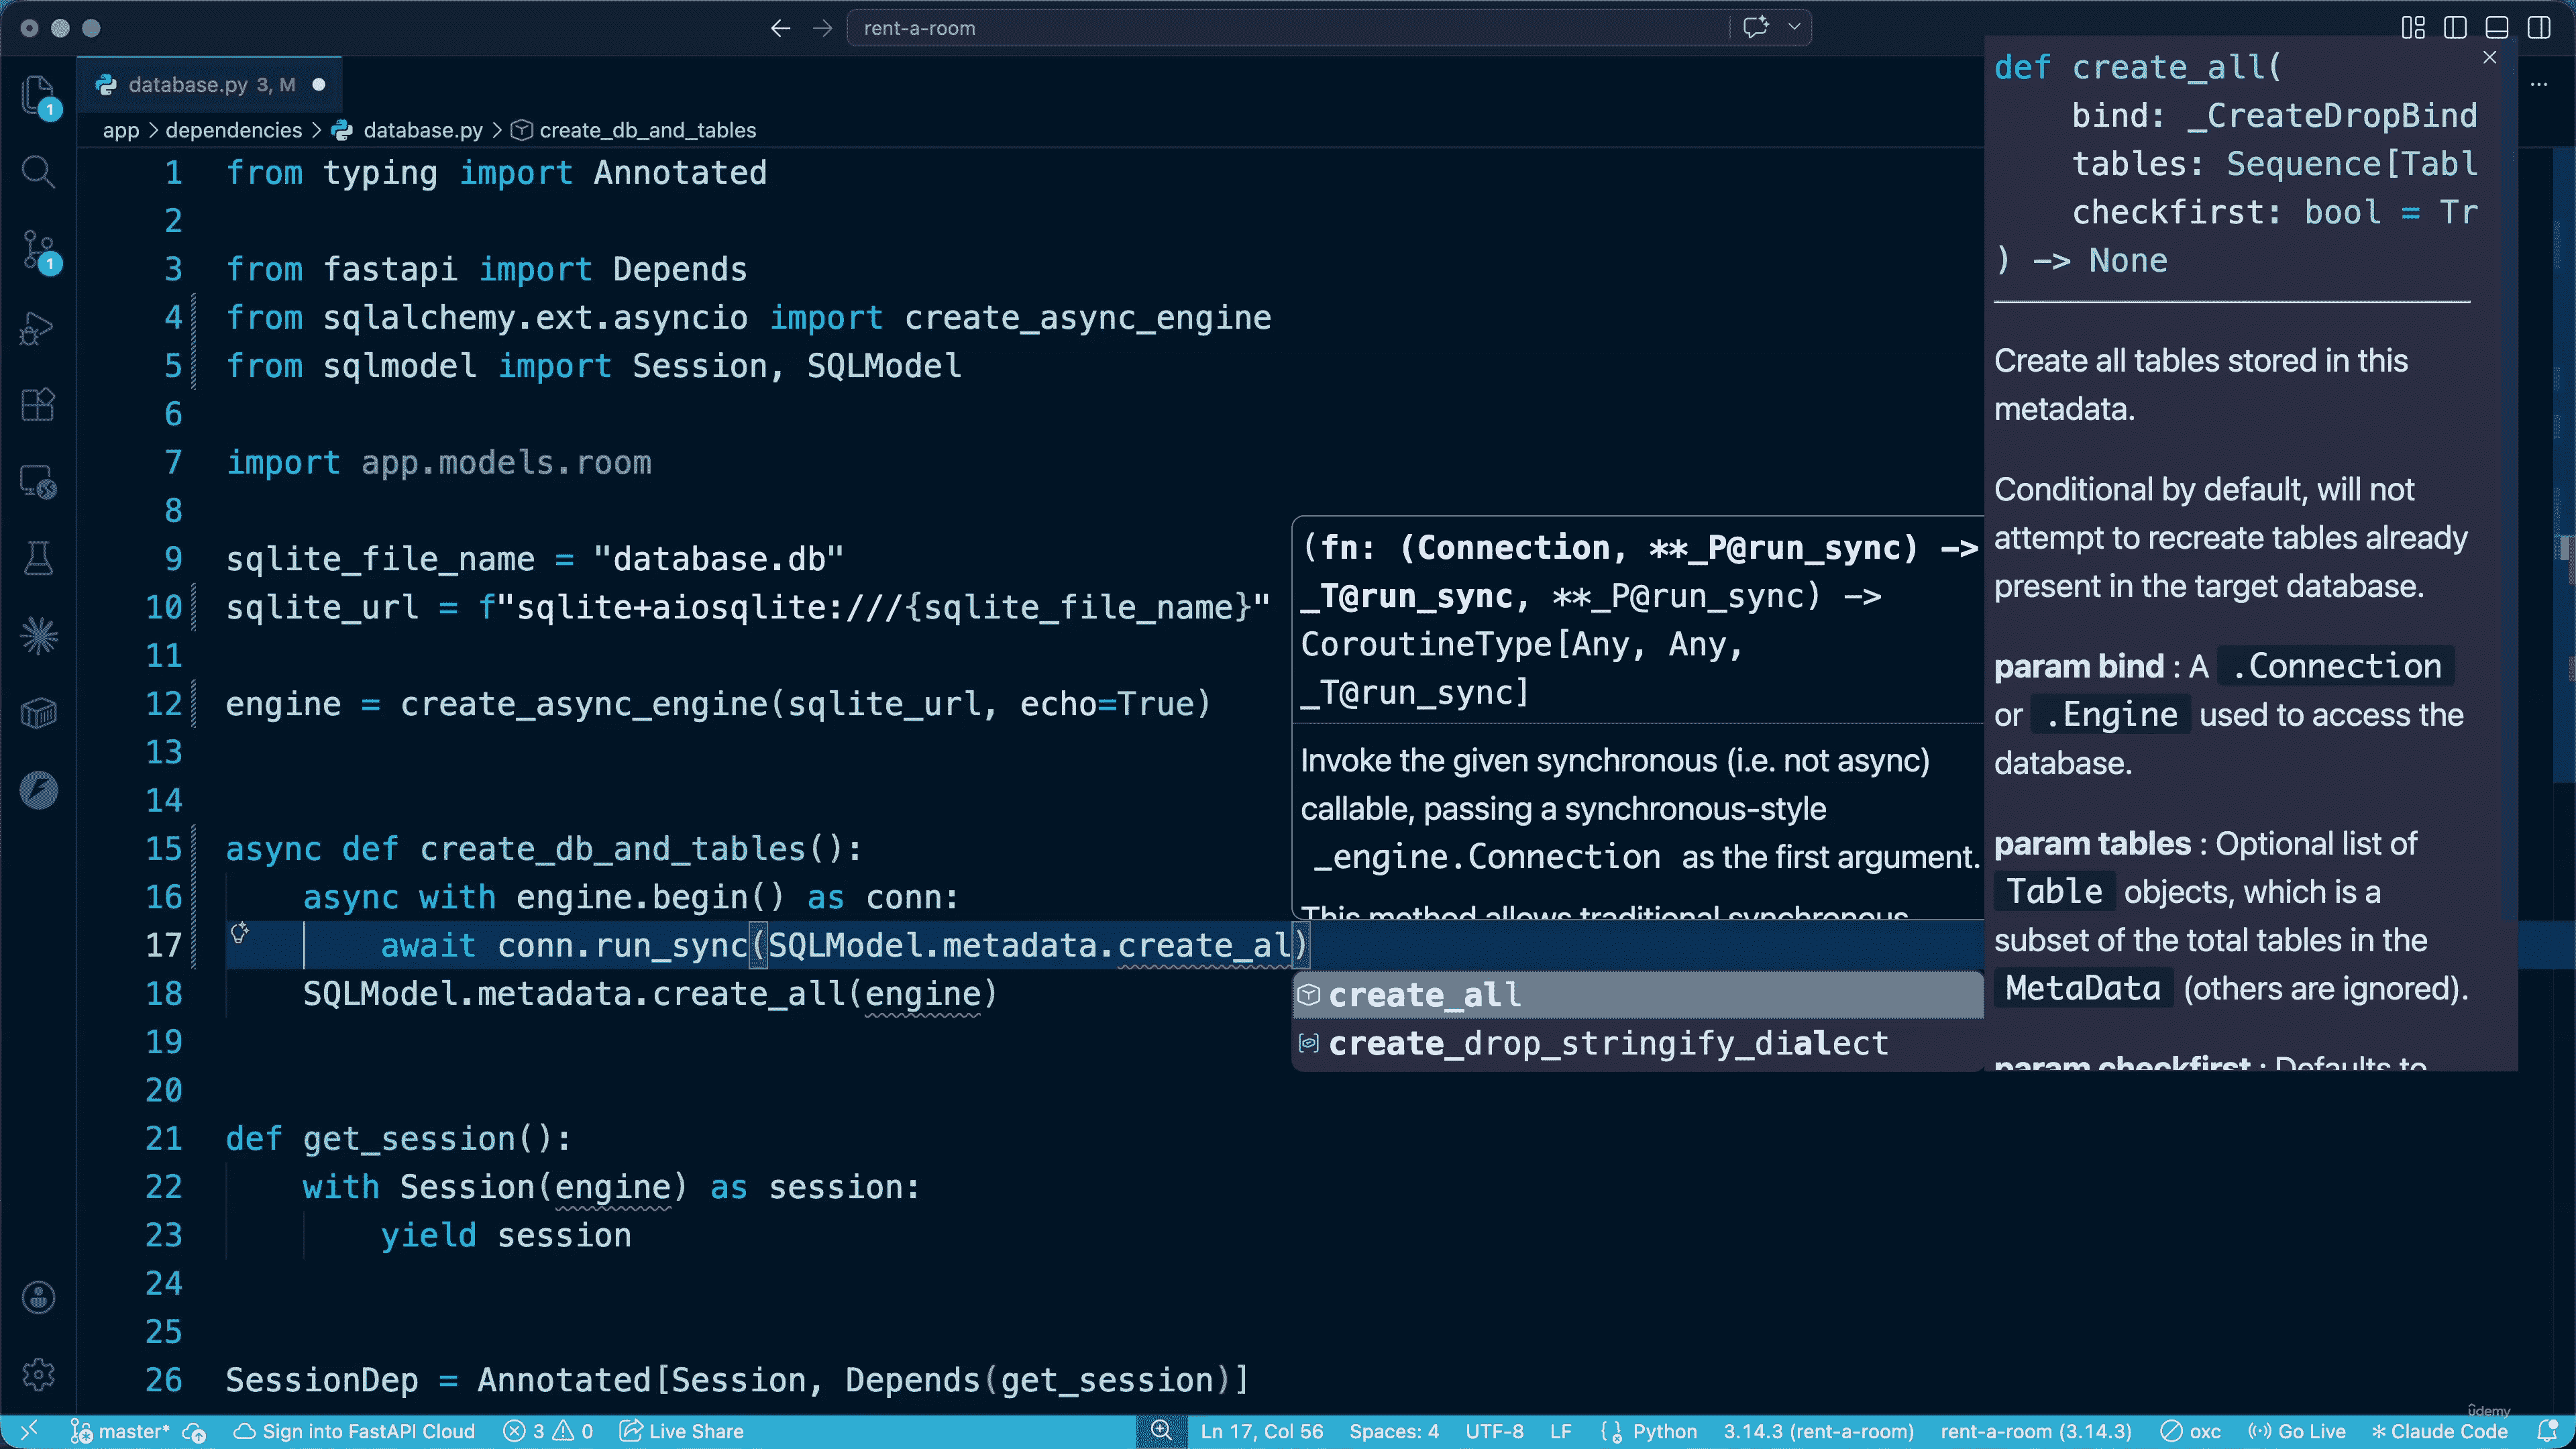 rent-a-room
database.py 3, M
app > dependencies > database.py > create_db_and_tables
1 from typing import Annotated
2
3 from fastapi import Depends
4 from sqlalchemy.ext.asyncio import create_async_engine
5 from sqlmodel import Session, SQLModel
6
7 import app.models.room
8
9 sqlite_file_name = "database.db"
10 sqlite_url = f"sqlite+aiosqlite:///{sqlite_file_name}"
11
12 engine = create_async_engine(sqlite_url, echo=True)
13
14
15 async def create_db_and_tables():
16 async with engine.begin() as conn:
17 await conn.run_sync(SQLModel.metadata.create_al)
18 SQLModel.metadata.create_all(engine)
19
20
21 def get_session():
22 with Session(engine) as session:
23 yield session
24
25
26 SessionDep = Annotated[Session, Depends(get_session)]
(fn: (Connection, **_P@run_sync) ->
_T@run_sync, **_P@run_sync) ->
CoroutineType[Any, Any,
_T@run_sync]
Invoke the given synchronous (i.e. not async)
callable, passing a synchronous-style
_engine.Connection as the first argument.
This method allows traditional synchronous
create_all
create_drop_stringify_dialect
def create_all(
bind: _CreateDropBind
tables: Sequence[Tabl
checkfirst: bool = Tr
) -> None
Create all tables stored in this
metadata.
Conditional by default, will not
attempt to recreate tables already
present in the target database.
param bind : A .Connection
or .Engine used to access the
database.
param tables : Optional list of
Table objects, which is a
subset of the total tables in the
MetaData (others are ignored).
param checkfirst : Defaults to
1
1
udemy
master* Sign into FastAPI Cloud 3 0 Live Share Ln 17, Col 56 Spaces: 4 UTF-8 LF Python 3.14.3 (rent-a-room) rent-a-room (3.14.3) oxc Go Live Claude Code